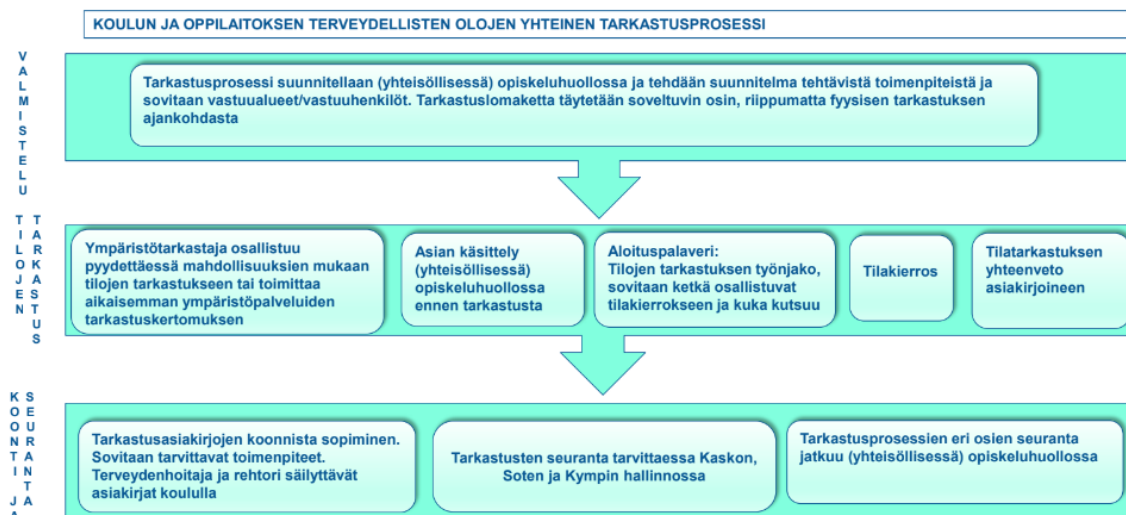 KOULUN JA OPPILAITOKSEN TERVEYDELLISTEN OLOJEN YHTEINEN TARKASTUSPROSESSI
VALMISTELU
Tarkastusprosessi suunnitellaan (yhteisöllisessä) opiskeluhuollossa ja tehdään suunnitelma tehtävistä toimenpiteistä ja
sovitaan vastuualueet/vastuuhenkilöt. Tarkastuslomaketta täytetään soveltuvin osin, riippumatta fyysisen tarkastuksen
ajankohdasta
TILOJEN
TARKASTUS
Ympäristötarkastaja osallistuu
pyydettäessä mahdollisuuksien mukaan
tilojen tarkastukseen tai toimittaa
aikaisemman ympäristöpalveluiden
tarkastuskertomuksen
Asian käsittely
(yhteisöllisessä)
opiskeluhuollossa
ennen tarkastusta
Aloituspalaveri:
Tilojen tarkastuksen työnjako,
sovitaan ketkä osallistuvat
tilakierrokseen ja kuka kutsuu
Tilakierros
Tilatarkastuksen
yhteenveto
asiakirjoineen
KOONTI JA
SEURANTA
Tarkastusasiakirjojen koonnista sopiminen.
Sovitaan tarvittavat toimenpiteet.
Terveydenhoitaja ja rehtori säilyttävät
asiakirjat koululla
Tarkastusten seuranta tarvittaessa Kaskon,
Soten ja Kympin hallinnossa
Tarkastusprosessien eri osien seuranta
jatkuu (yhteisöllisessä) opiskeluhuollossa